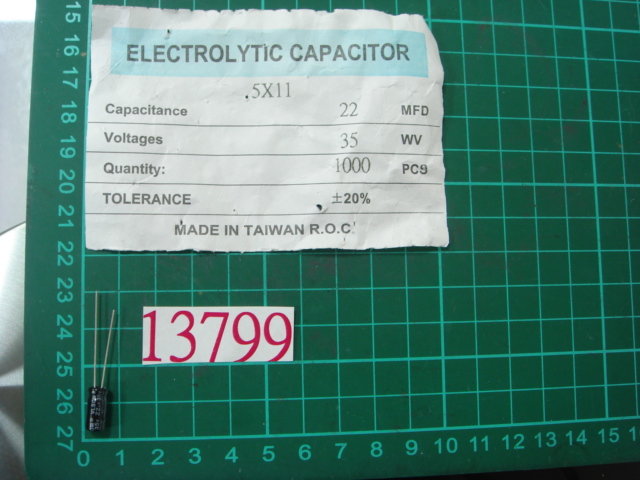 ELECTROLYTIC CAPACITOR
.5X11
Capacitance 22 MFD
Voltages 35 WV
Quantity: 1000 PCS
TOLERANCE ±20%
MADE IN TAIWAN R.O.C.
13799
15
16
17
18
19
20
21
22
23
24
25
26
27
0 1 2 3 4 5 6 7 8 9 10 11 12 13 14 15 16